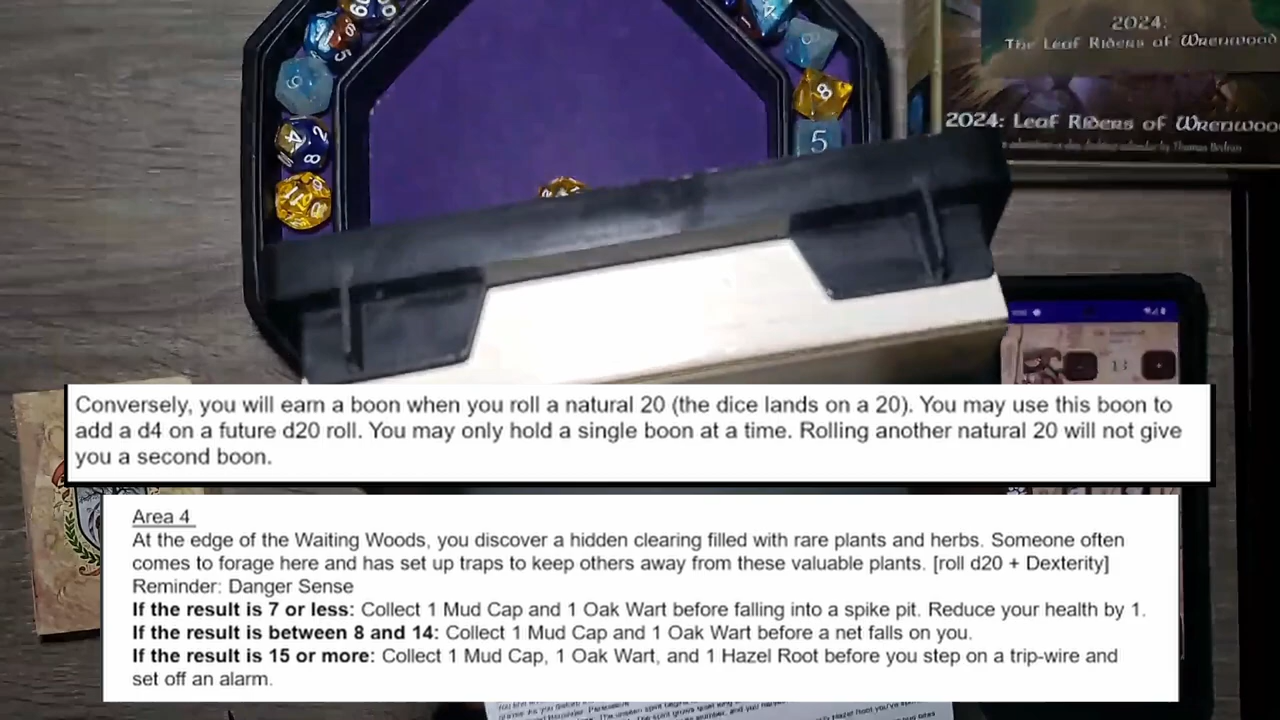 2024:
The Leaf Riders of Wrenwood
2024: Leaf Riders of Wrenwoo
8
5
13
Conversely, you will earn a boon when you roll a natural 20 (the dice lands on a 20). You may use this boon to
add a d4 on a future d20 roll. You may only hold a single boon at a time. Rolling another natural 20 will not give
you a second boon.
Area 4
At the edge of the Waiting Woods, you discover a hidden clearing filled with rare plants and herbs. Someone often
comes to forage here and has set up traps to keep others away from these valuable plants. [roll d20 + Dexterity]
Reminder: Danger Sense
If the result is 7 or less: Collect 1 Mud Cap and 1 Oak Wart before falling into a spike pit. Reduce your health by 1.
If the result is between 8 and 14: Collect 1 Mud Cap and 1 Oak Wart before a net falls on you.
If the result is 15 or more: Collect 1 Mud Cap, 1 Oak Wart, and 1 Hazel Root before you step on a trip-wire and
set off an alarm.